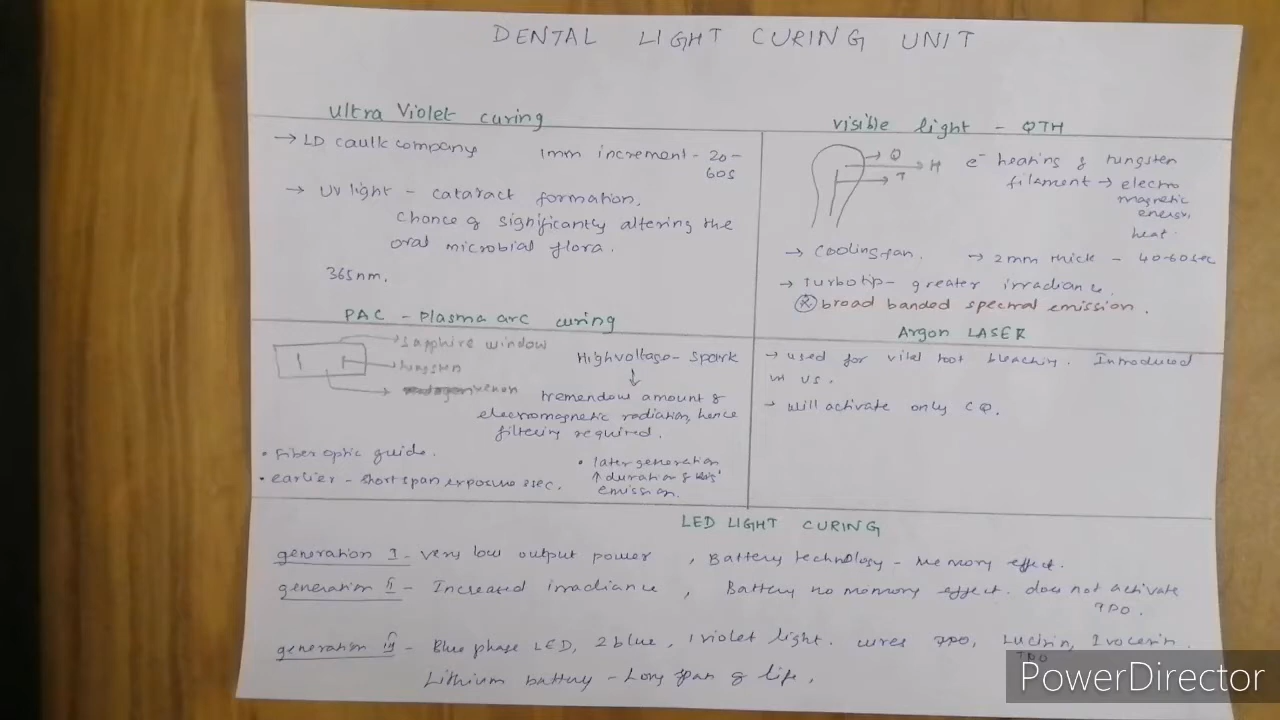 DENTAL LIGHT CURING UNIT
Ultra Violet curing
→ LD caulk company
1mm increment - 20-
60s
→ UV light - cataract formation.
Chance of significantly altering the
oral microbial flora.
365nm.
Visible light - QTH
Q
H
T
e⁻ heating of tungsten
filament → electro
magnetic
energy.
heat.
→ Cooling fan.
→ 2mm thick - 40-60sec
→ Turbotip - greater irradiance.
broad banded spectral emission.
PAC - Plasma arc curing
Sapphire window
tungsten
xenon
High voltage - spark
↓
tremendous amount of
electromagnetic radiation, hence
filtering required.
• Fiber optic guide.
• earlier - short span exposure sec.
• later generation
↑ duration of
emission.
Argon LASER
→ used for vital bleaching. Introduced
in US.
→ will activate only CQ.
LED LIGHT CURING
generation I - very low output power , Battery technology - Memory effect.
generation II - Increased irradiance , Battery no memory effect. does not activate
TPO.
generation III - Blue phase LED, 2 blue, 1 violet light. cures TPO, Lucirin, Ivocerin.
TPO
Lithium battery - Long span of life.
PowerDirector